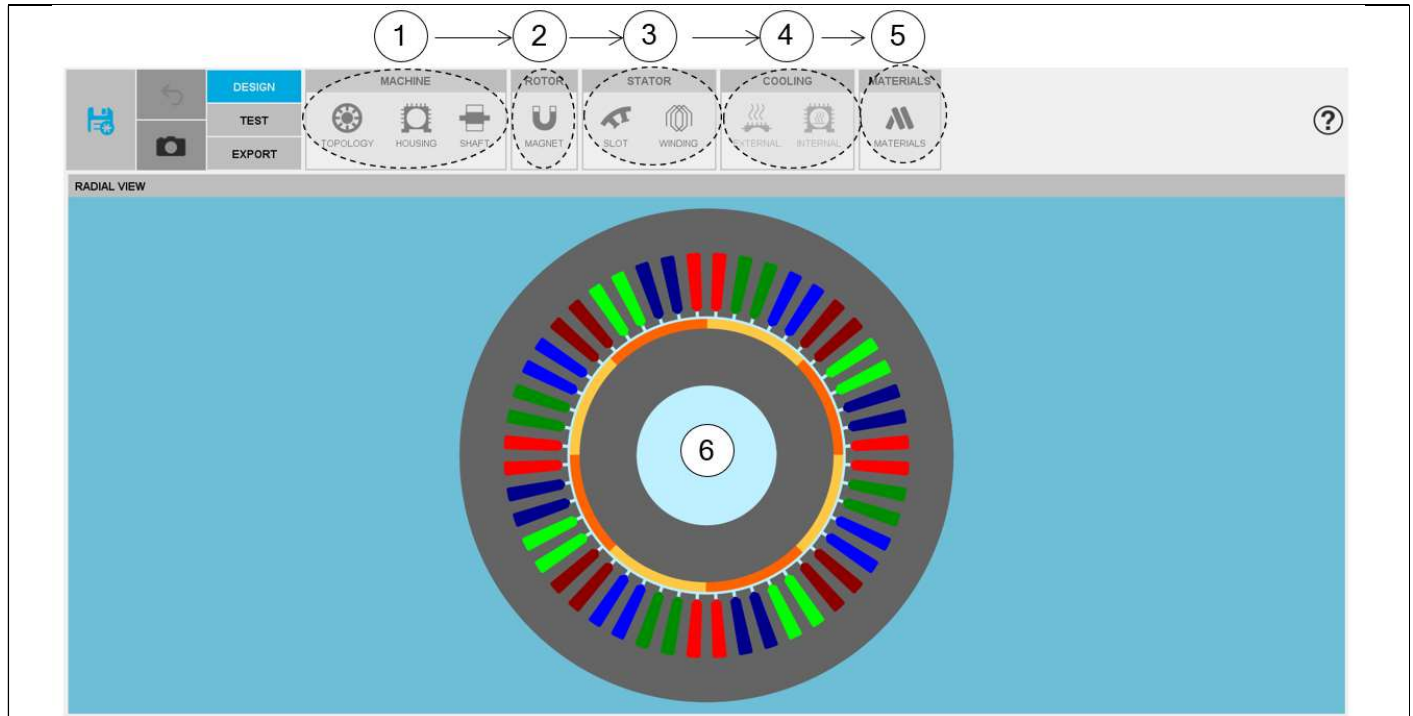 1 2 3 4 5
MACHINE ROTOR STATOR COOLING MATERIALS
DESIGN
TEST
EXPORT
TOPOLOGY HOUSING SHAFT MAGNET SLOT WINDING EXTERNAL INTERNAL MATERIALS
?
RADIAL VIEW
6